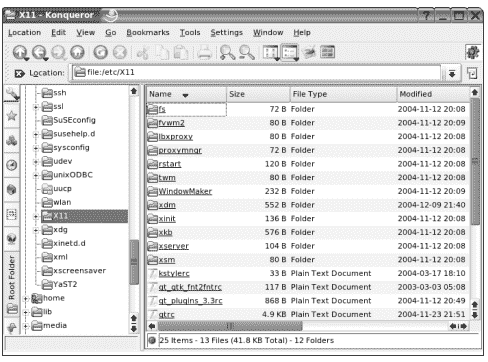 X11 - Konqueror
Location Edit View Go Bookmarks Tools Settings Window Help
Location: file:/etc/X11
Root Folder
ssh
ssl
SuSEconfig
susehelp.d
sysconfig
udev
unixODBC
uucp
wlan
X11
xdg
xinetd.d
xml
xscreensaver
YaST2
home
lib
media
Name Size File Type Modified
fs 72 B Folder 2004-11-12 20:08
fvwm2 80 B Folder 2004-11-12 20:09
lbxproxy 80 B Folder 2004-11-12 20:08
proxymngr 72 B Folder 2004-11-12 20:08
rstart 120 B Folder 2004-11-12 20:08
twm 80 B Folder 2004-11-12 20:08
WindowMaker 232 B Folder 2004-11-12 20:09
xdm 552 B Folder 2004-12-09 21:40
xinit 136 B Folder 2004-11-12 20:08
xkb 576 B Folder 2004-11-12 20:08
xserver 104 B Folder 2004-11-12 20:08
xsm 80 B Folder 2004-11-12 20:08
kstylerc 33 B Plain Text Document 2004-03-17 18:10
qt_gtk_fnt2fntrc 117 B Plain Text Document 2003-03-03 05:08
qt_plugins_3.3rc 868 B Plain Text Document 2004-11-12 20:49
qtrc 4.9 KB Plain Text Document 2004-11-23 21:51
25 Items - 13 Files (41.8 KB Total) - 12 Folders